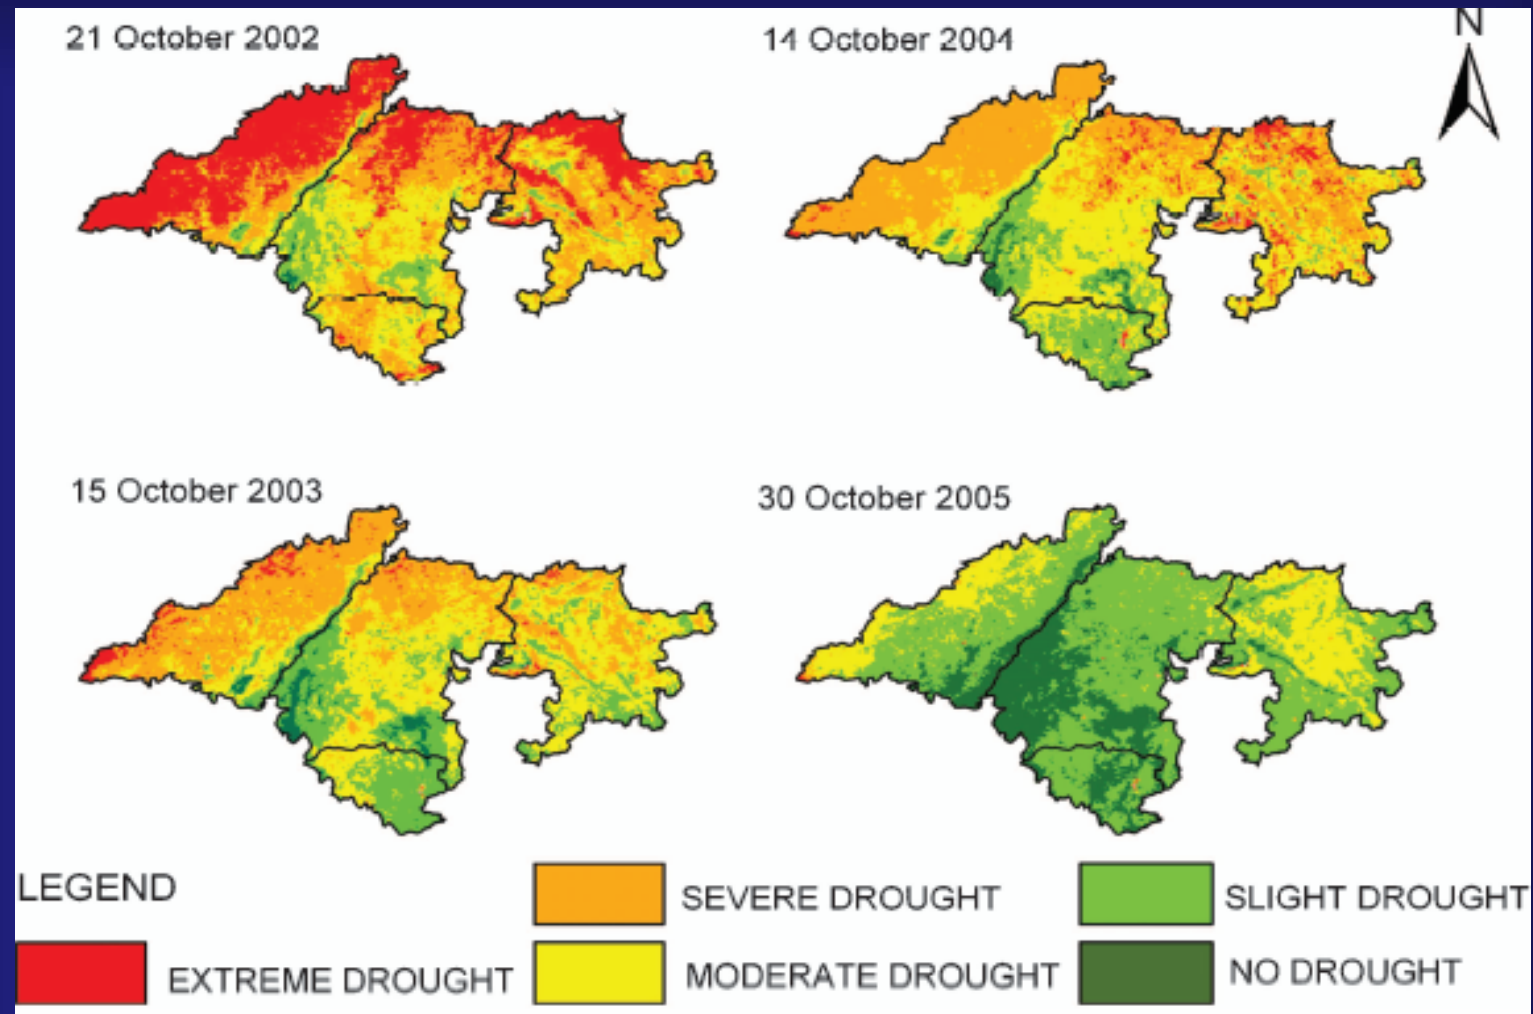 21 October 2002
14 October 2004
N
15 October 2003
30 October 2005
LEGEND
SEVERE DROUGHT
SLIGHT DROUGHT
EXTREME DROUGHT
MODERATE DROUGHT
NO DROUGHT